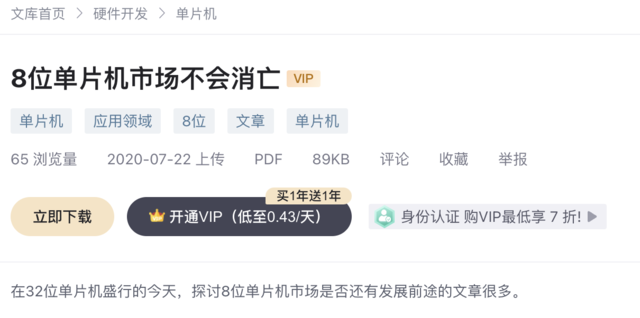 文库首页 > 硬件开发 > 单片机
8位单片机市场不会消亡 VIP
单片机 应用领域 8位 文章 单片机
65 浏览量 2020-07-22 上传 PDF 89KB 评论 收藏 举报
买1年送1年
立即下载 开通VIP（低至0.43/天） 身份认证 购VIP最低享 7 折!
在32位单片机盛行的今天，探讨8位单片机市场是否还有发展前途的文章很多。